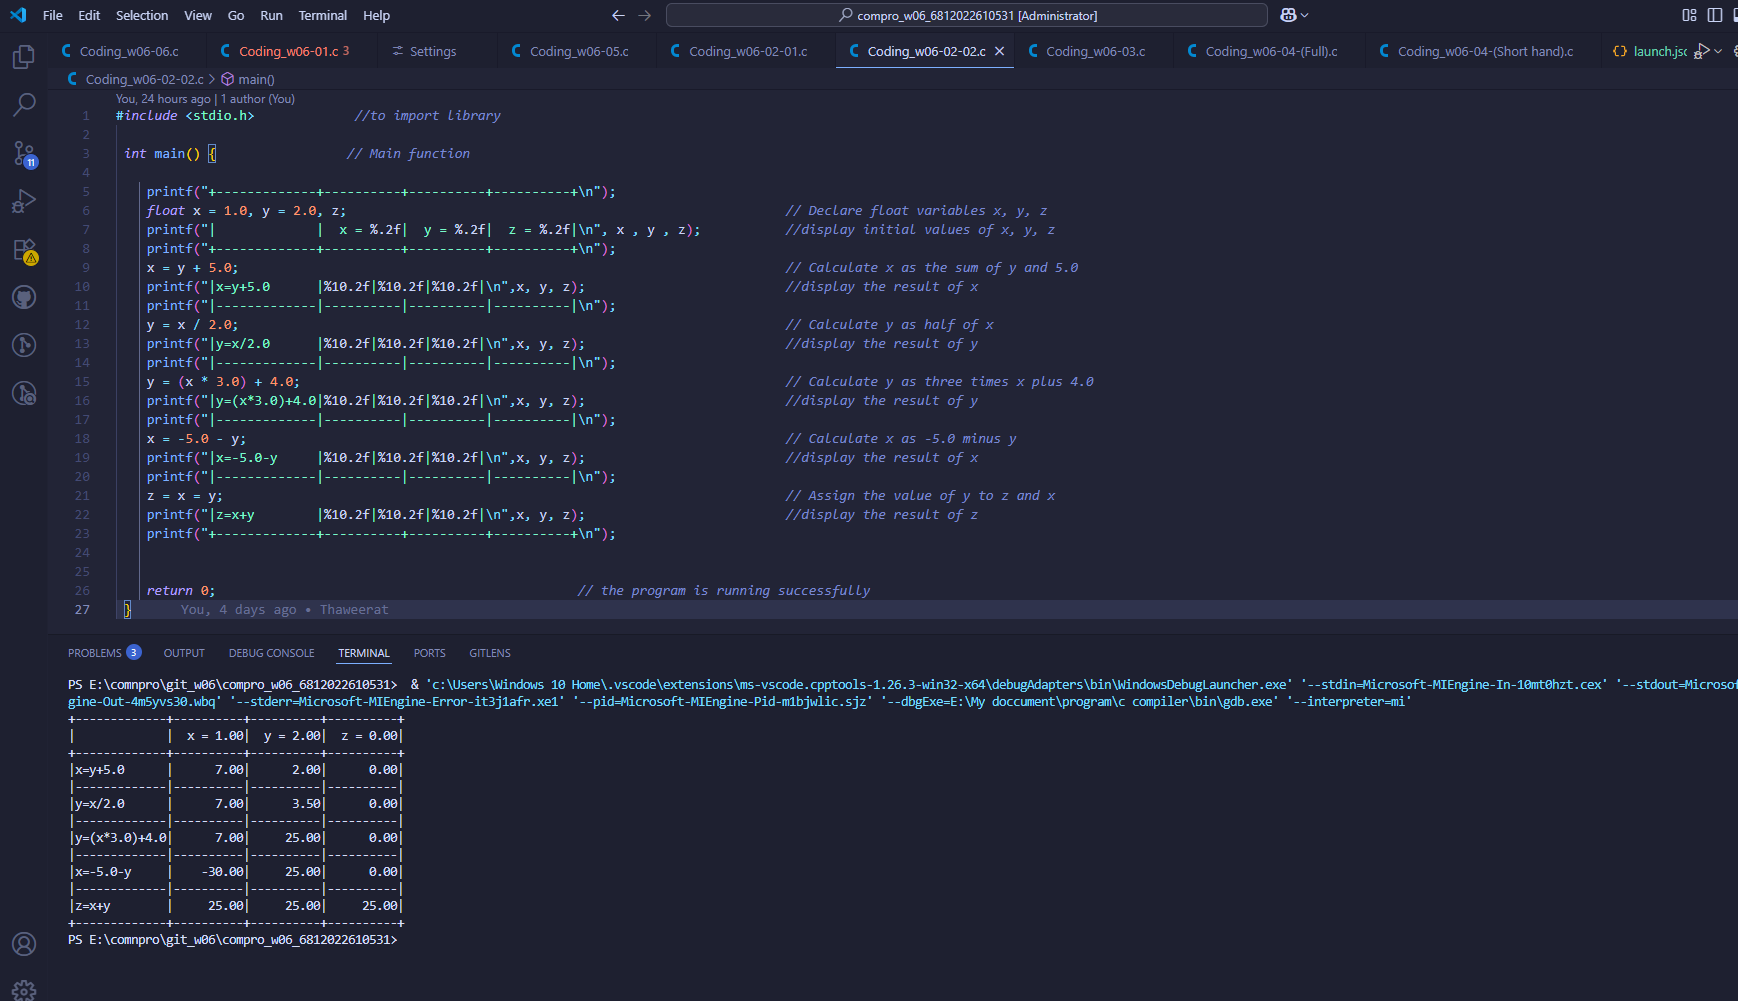 File Edit Selection View Go Run Terminal Help compro_w06_6812022610531 [Administrator]
Coding_w06-06.c Coding_w06-01.c 3 Settings Coding_w06-05.c Coding_w06-02-01.c Coding_w06-02-02.c Coding_w06-03.c Coding_w06-04-(Full).c Coding_w06-04-(Short hand).c launch.jsc
Coding_w06-02-02.c > main()
You, 24 hours ago | 1 author (You)
1 #include <stdio.h> //to import library
2
3 int main() { // Main function
4
5 printf("+-------------+----------+----------+----------+\n");
6 float x = 1.0, y = 2.0, z; // Declare float variables x, y, z
7 printf("|             |  x = %.2f|  y = %.2f|  z = %.2f|\n", x , y , z); //display initial values of x, y, z
8 printf("+-------------+----------+----------+----------+\n");
9 x = y + 5.0; // Calculate x as the sum of y and 5.0
10 printf("|x=y+5.0      |%10.2f|%10.2f|%10.2f|\n",x, y, z); //display the result of x
11 printf("|-------------|----------|----------|----------|\n");
12 y = x / 2.0; // Calculate y as half of x
13 printf("|y=x/2.0      |%10.2f|%10.2f|%10.2f|\n",x, y, z); //display the result of y
14 printf("|-------------|----------|----------|----------|\n");
15 y = (x * 3.0) + 4.0; // Calculate y as three times x plus 4.0
16 printf("|y=(x*3.0)+4.0|%10.2f|%10.2f|%10.2f|\n",x, y, z); //display the result of y
17 printf("|-------------|----------|----------|----------|\n");
18 x = -5.0 - y; // Calculate x as -5.0 minus y
19 printf("|x=-5.0-y     |%10.2f|%10.2f|%10.2f|\n",x, y, z); //display the result of x
20 printf("|-------------|----------|----------|----------|\n");
21 z = x = y; // Assign the value of y to z and x
22 printf("|z=x+y        |%10.2f|%10.2f|%10.2f|\n",x, y, z); //display the result of z
23 printf("+-------------+----------+----------+----------+\n");
24
25
26 return 0; // the program is running successfully
27 } You, 4 days ago • Thaweerat
11
PROBLEMS 3 OUTPUT DEBUG CONSOLE TERMINAL PORTS GITLENS
PS E:\comnpro\git_w06\compro_w06_6812022610531>  & 'c:\Users\Windows 10 Home\.vscode\extensions\ms-vscode.cpptools-1.26.3-win32-x64\debugAdapters\bin\WindowsDebugLauncher.exe' '--stdin=Microsoft-MIEngine-In-10mt0hzt.cex' '--stdout=Microsof
gine-Out-4m5yvs30.wbq' '--stderr=Microsoft-MIEngine-Error-it3j1afr.xe1' '--pid=Microsoft-MIEngine-Pid-m1bjwlic.sjz' '--dbgExe=E:\My doccument\program\c compiler\bin\gdb.exe' '--interpreter=mi'
+-------------+----------+----------+----------+
|             |  x = 1.00|  y = 2.00|  z = 0.00|
+-------------+----------+----------+----------+
|x=y+5.0      |      7.00|      2.00|      0.00|
|-------------|----------|----------|----------|
|y=x/2.0      |      7.00|      3.50|      0.00|
|-------------|----------|----------|----------|
|y=(x*3.0)+4.0|      7.00|     25.00|      0.00|
|-------------|----------|----------|----------|
|x=-5.0-y     |    -30.00|     25.00|      0.00|
|-------------|----------|----------|----------|
|z=x+y        |     25.00|     25.00|     25.00|
+-------------+----------+----------+----------+
PS E:\comnpro\git_w06\compro_w06_6812022610531>